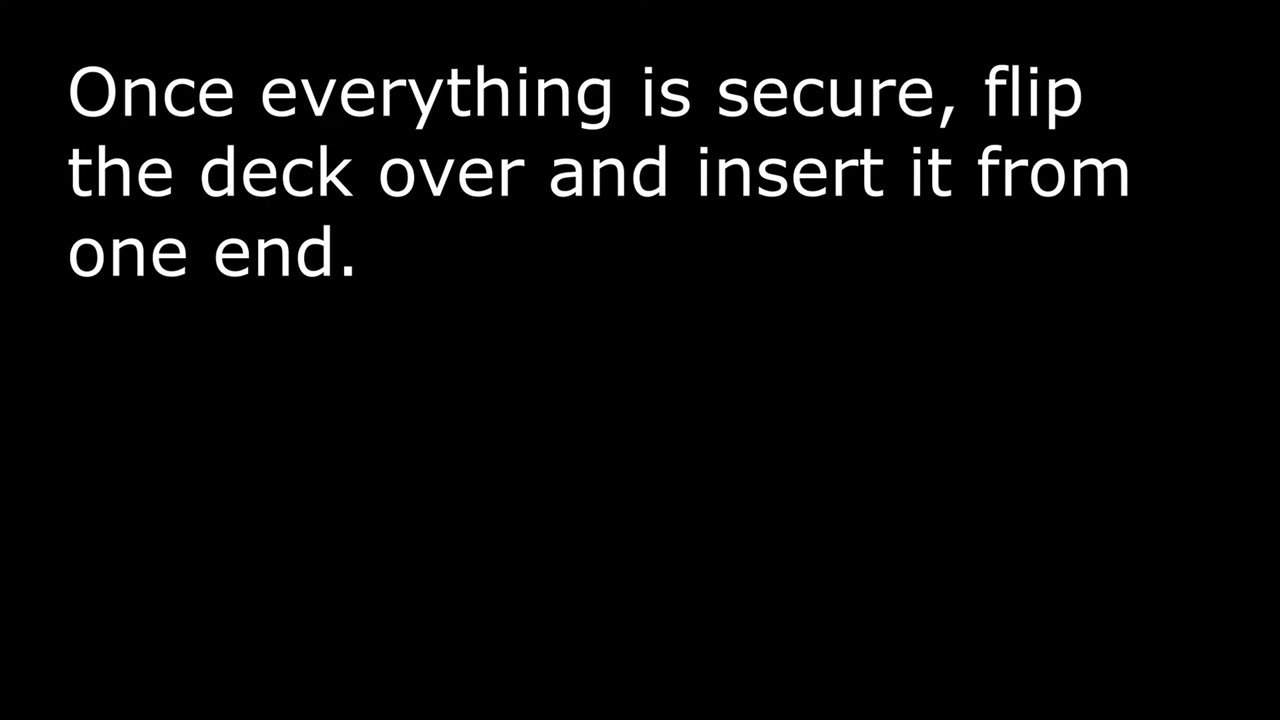 Once everything is secure, flip
the deck over and insert it from
one end.